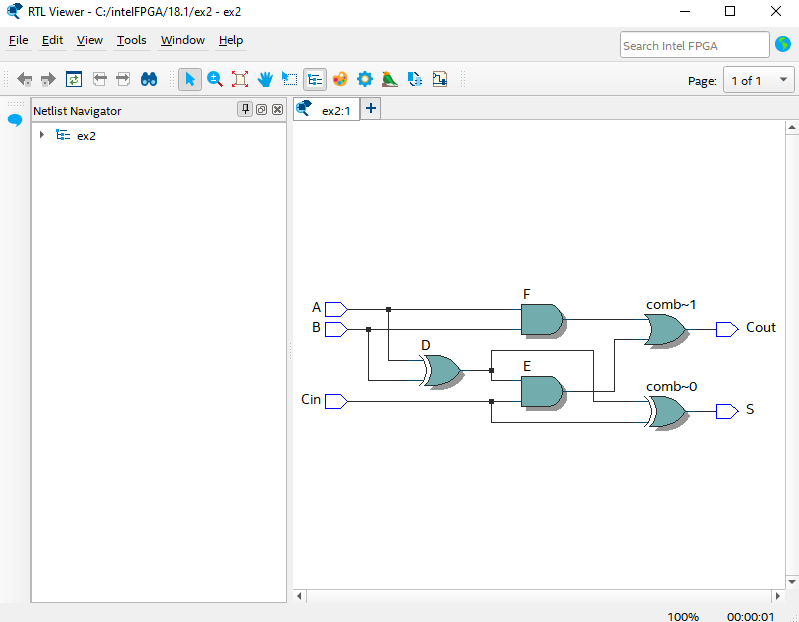 RTL Viewer - C:/intelFPGA/18.1/ex2 - ex2
File Edit View Tools Window Help
Search Intel FPGA
Page: 1 of 1
Netlist Navigator
ex2:1
ex2
F
comb~1
A
B
Cout
D
E
comb~0
Cin
S
100% 00:00:01